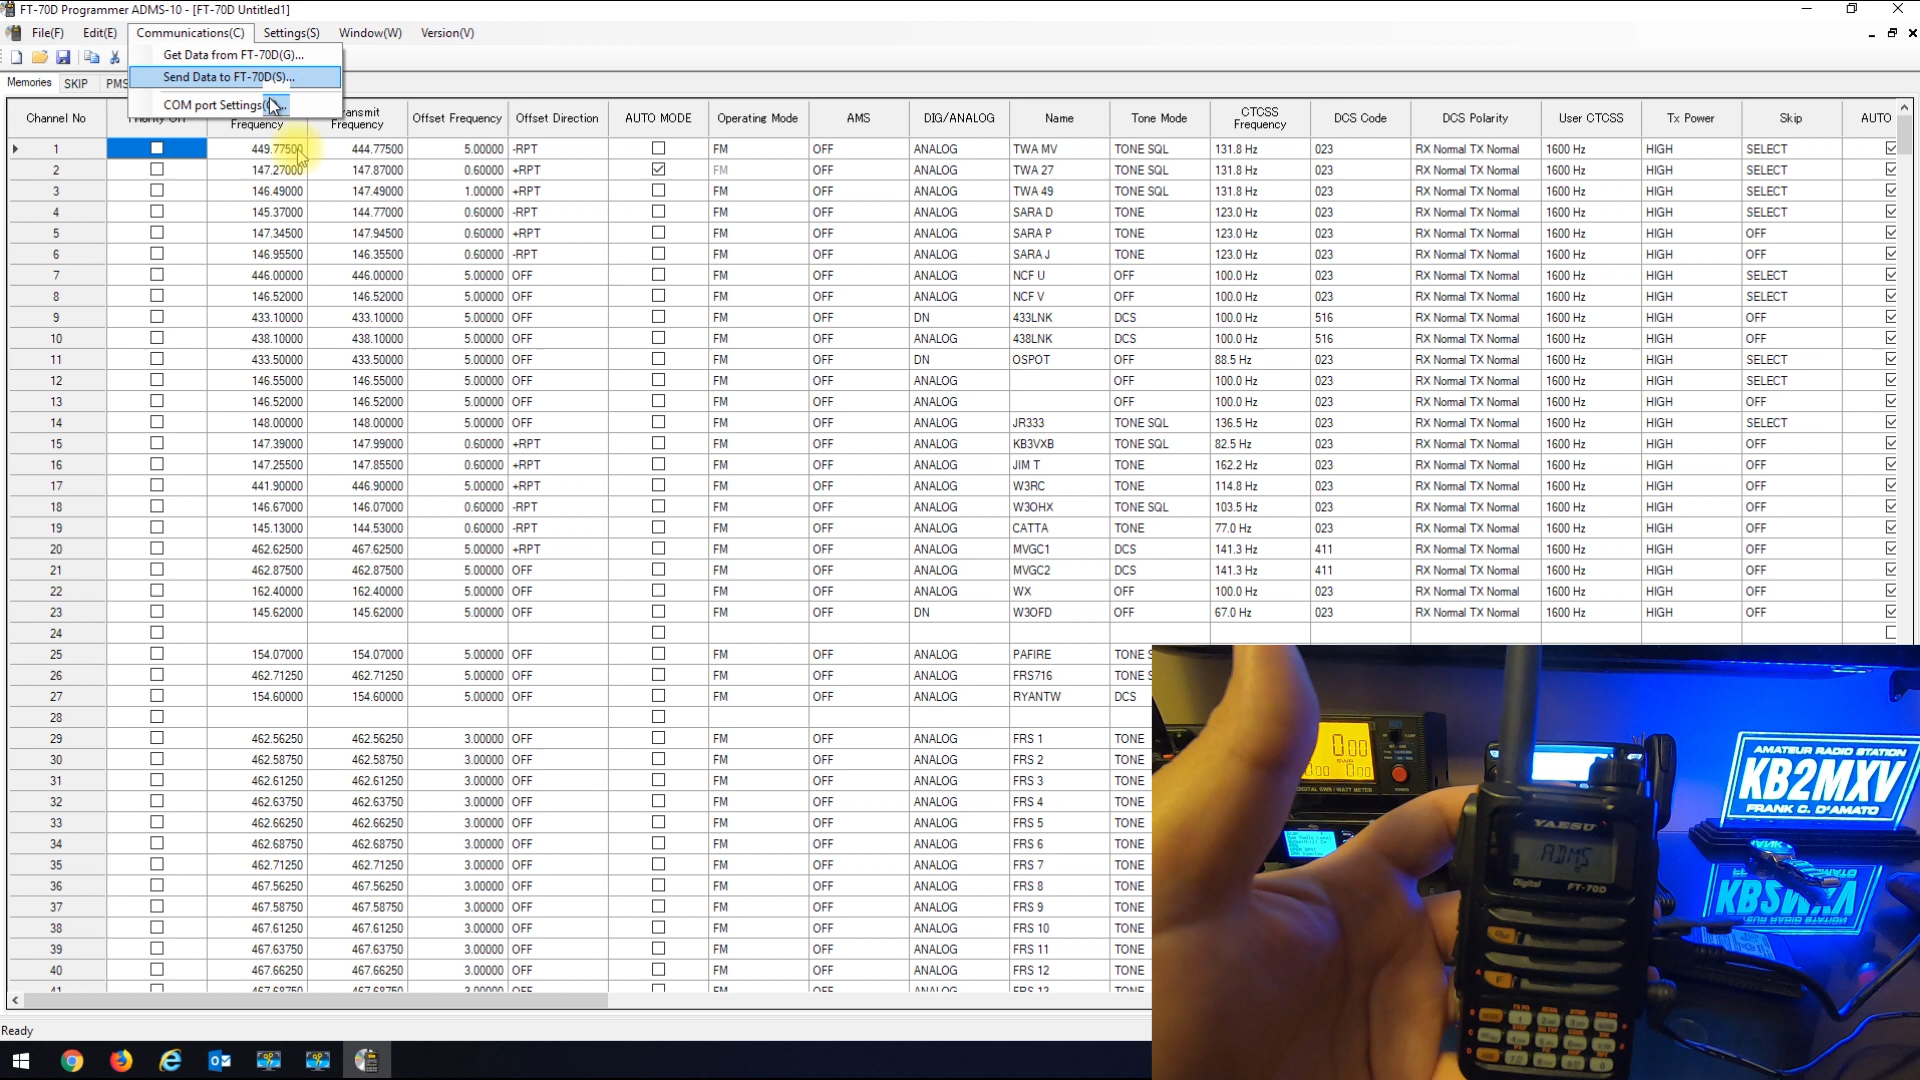 FT-70D Programmer ADMS-10 - [FT-70D Untitled1]
File(F) Edit(E) Communications(C) Settings(S) Window(W) Version(V)
Get Data from FT-70D(G)...
Send Data to FT-70D(S)...
COM port Settings
Memories SKIP PMS
Channel No Priority CH Frequency Transmit Frequency Offset Frequency Offset Direction AUTO MODE Operating Mode AMS DIG/ANALOG Name Tone Mode CTCSS Frequency DCS Code DCS Polarity User CTCSS Tx Power Skip AUTO
1 449.77500 444.77500 5.00000 -RPT FM OFF ANALOG TWA MV TONE SQL 131.8 Hz 023 RX Normal TX Normal 1600 Hz HIGH SELECT
2 147.27000 147.87000 0.60000 +RPT FM OFF ANALOG TWA 27 TONE SQL 131.8 Hz 023 RX Normal TX Normal 1600 Hz HIGH SELECT
3 146.49000 147.49000 1.00000 +RPT FM OFF ANALOG TWA 49 TONE SQL 131.8 Hz 023 RX Normal TX Normal 1600 Hz HIGH SELECT
4 145.37000 144.77000 0.60000 -RPT FM OFF ANALOG SARA D TONE 123.0 Hz 023 RX Normal TX Normal 1600 Hz HIGH SELECT
5 147.34500 147.94500 0.60000 +RPT FM OFF ANALOG SARA P TONE 123.0 Hz 023 RX Normal TX Normal 1600 Hz HIGH OFF
6 146.95500 146.35500 0.60000 -RPT FM OFF ANALOG SARA J TONE 123.0 Hz 023 RX Normal TX Normal 1600 Hz HIGH OFF
7 446.00000 446.00000 5.00000 OFF FM OFF ANALOG NCF U OFF 100.0 Hz 023 RX Normal TX Normal 1600 Hz HIGH SELECT
8 146.52000 146.52000 5.00000 OFF FM OFF ANALOG NCF V OFF 100.0 Hz 023 RX Normal TX Normal 1600 Hz HIGH SELECT
9 433.10000 433.10000 5.00000 OFF FM OFF DN 433LNK DCS 100.0 Hz 516 RX Normal TX Normal 1600 Hz HIGH OFF
10 438.10000 438.10000 5.00000 OFF FM OFF ANALOG 438LNK DCS 100.0 Hz 516 RX Normal TX Normal 1600 Hz HIGH OFF
11 433.50000 433.50000 5.00000 OFF FM OFF DN OSPOT OFF 88.5 Hz 023 RX Normal TX Normal 1600 Hz HIGH SELECT
12 146.55000 146.55000 5.00000 OFF FM OFF ANALOG OFF 100.0 Hz 023 RX Normal TX Normal 1600 Hz HIGH SELECT
13 146.52000 146.52000 5.00000 OFF FM OFF ANALOG OFF 100.0 Hz 023 RX Normal TX Normal 1600 Hz HIGH OFF
14 148.00000 148.00000 5.00000 OFF FM OFF ANALOG JR333 TONE SQL 136.5 Hz 023 RX Normal TX Normal 1600 Hz HIGH SELECT
15 147.39000 147.99000 0.60000 +RPT FM OFF ANALOG KB3VXB TONE SQL 82.5 Hz 023 RX Normal TX Normal 1600 Hz HIGH OFF
16 147.25500 147.85500 0.60000 +RPT FM OFF ANALOG JIM T TONE 162.2 Hz 023 RX Normal TX Normal 1600 Hz HIGH OFF
17 441.90000 446.90000 5.00000 +RPT FM OFF ANALOG W3RC TONE 114.8 Hz 023 RX Normal TX Normal 1600 Hz HIGH OFF
18 146.67000 146.07000 0.60000 -RPT FM OFF ANALOG W3OHX TONE SQL 103.5 Hz 023 RX Normal TX Normal 1600 Hz HIGH OFF
19 145.13000 144.53000 0.60000 -RPT FM OFF ANALOG CATTA TONE 77.0 Hz 023 RX Normal TX Normal 1600 Hz HIGH OFF
20 462.62500 467.62500 5.00000 +RPT FM OFF ANALOG MVGC1 DCS 141.3 Hz 411 RX Normal TX Normal 1600 Hz HIGH OFF
21 462.87500 462.87500 5.00000 OFF FM OFF ANALOG MVGC2 DCS 141.3 Hz 411 RX Normal TX Normal 1600 Hz HIGH OFF
22 162.40000 162.40000 5.00000 OFF FM OFF ANALOG WX OFF 100.0 Hz 023 RX Normal TX Normal 1600 Hz HIGH OFF
23 145.62000 145.62000 5.00000 OFF FM OFF DN W3OFD OFF 67.0 Hz 023 RX Normal TX Normal 1600 Hz HIGH OFF
24
25 154.07000 154.07000 5.00000 OFF FM OFF ANALOG PAFIRE TONE S
26 462.71250 462.71250 5.00000 OFF FM OFF ANALOG FRS716 TONE S
27 154.60000 154.60000 5.00000 OFF FM OFF ANALOG RYANTW DCS
28
29 462.56250 462.56250 3.00000 OFF FM OFF ANALOG FRS 1 TONE
30 462.58750 462.58750 3.00000 OFF FM OFF ANALOG FRS 2 TONE
31 462.61250 462.61250 3.00000 OFF FM OFF ANALOG FRS 3 TONE
32 462.63750 462.63750 3.00000 OFF FM OFF ANALOG FRS 4 TONE
33 462.66250 462.66250 3.00000 OFF FM OFF ANALOG FRS 5 TONE
34 462.68750 462.68750 3.00000 OFF FM OFF ANALOG FRS 6 TONE
35 462.71250 462.71250 3.00000 OFF FM OFF ANALOG FRS 7 TONE
36 467.56250 467.56250 3.00000 OFF FM OFF ANALOG FRS 8 TONE
37 467.58750 467.58750 3.00000 OFF FM OFF ANALOG FRS 9 TONE
38 467.61250 467.61250 3.00000 OFF FM OFF ANALOG FRS 10 TONE
39 467.63750 467.63750 3.00000 OFF FM OFF ANALOG FRS 11 TONE
40 467.66250 467.66250 3.00000 OFF FM OFF ANALOG FRS 12 TONE
41 467.68750 467.68750 3.00000 OFF FM OFF ANALOG FRS 13 TONE
Ready
0.00
SWR
DIGITAL SWR/WATT METER
POWER
AMATEUR RADIO STATION
KB2MXV
FRANK C. D'AMATO
YAESU
ADMS
Digital FT-70D